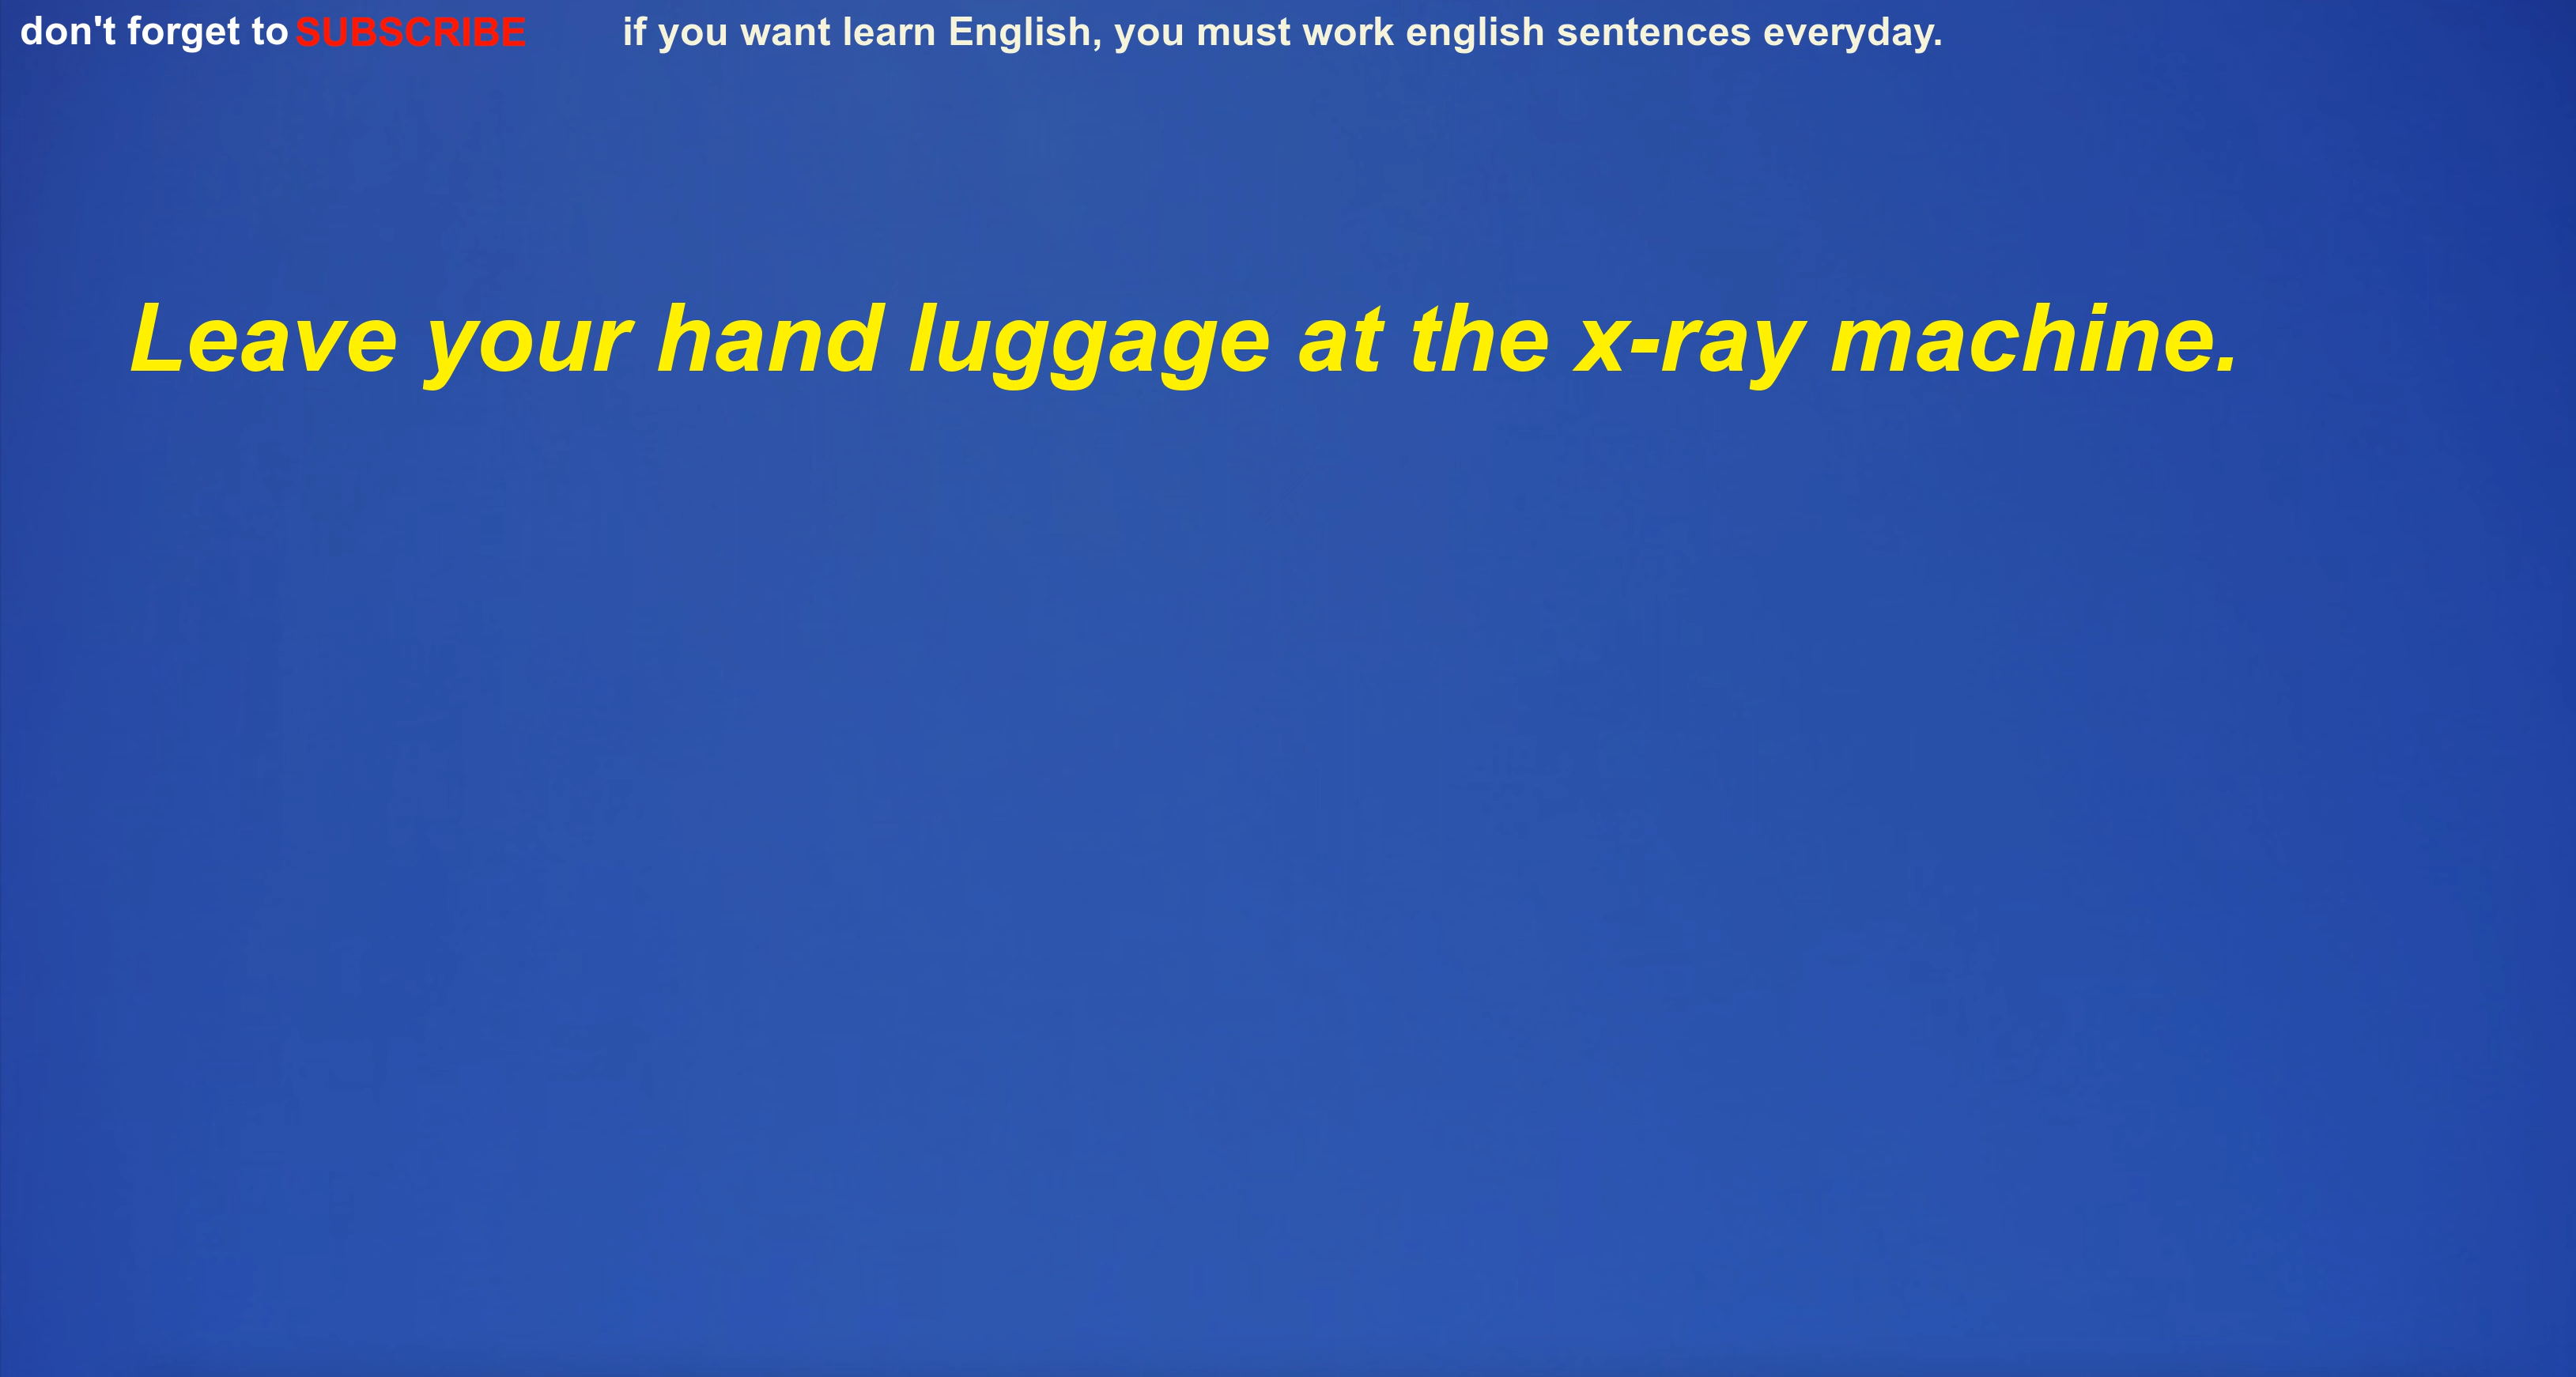 don't forget to SUBSCRIBE if you want learn English, you must work english sentences everyday.
Leave your hand luggage at the x-ray machine.